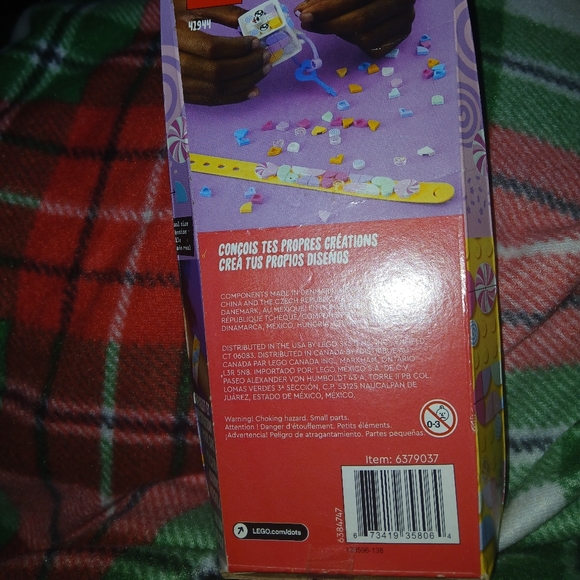 41944
CONÇOIS TES PROPRES CRÉATIONS
CREÁ TUS PROPIOS DISEÑOS
COMPONENTS MADE IN DENMARK
CHINA AND THE CZECH REPUBLIC
DANEMARK, AU MEXIQUE
RÉPUBLIQUE TCHÈQUE
DINAMARCA, MÉXICO,
DISTRIBUTED IN THE USA BY LEGO
CT 06083. DISTRIBUTED IN CANADA BY
CANADA PAR LEGO CANADA INC., MARKHAM, ONTARIO
L3R 5N8. IMPORTADO POR: LEGO MÉXICO S.A. DE C.V.
PASEO ALEXANDER VON HUMBOLDT 43-A, TORRE 11 PB COL.
LOMAS VERDES 3ª SECCIÓN, C.P. 53125 NAUCALPAN DE
JUÁREZ, ESTADO DE MÉXICO, MÉXICO.
Warning! Choking hazard. Small parts.
Attention ! Danger d'étouffement. Petits éléments.
¡Advertencia! Peligro de atragantamiento. Partes pequeñas.
0-3
Item: 6379037
6384747
6 73419 35806 4
LEGO.com/dots